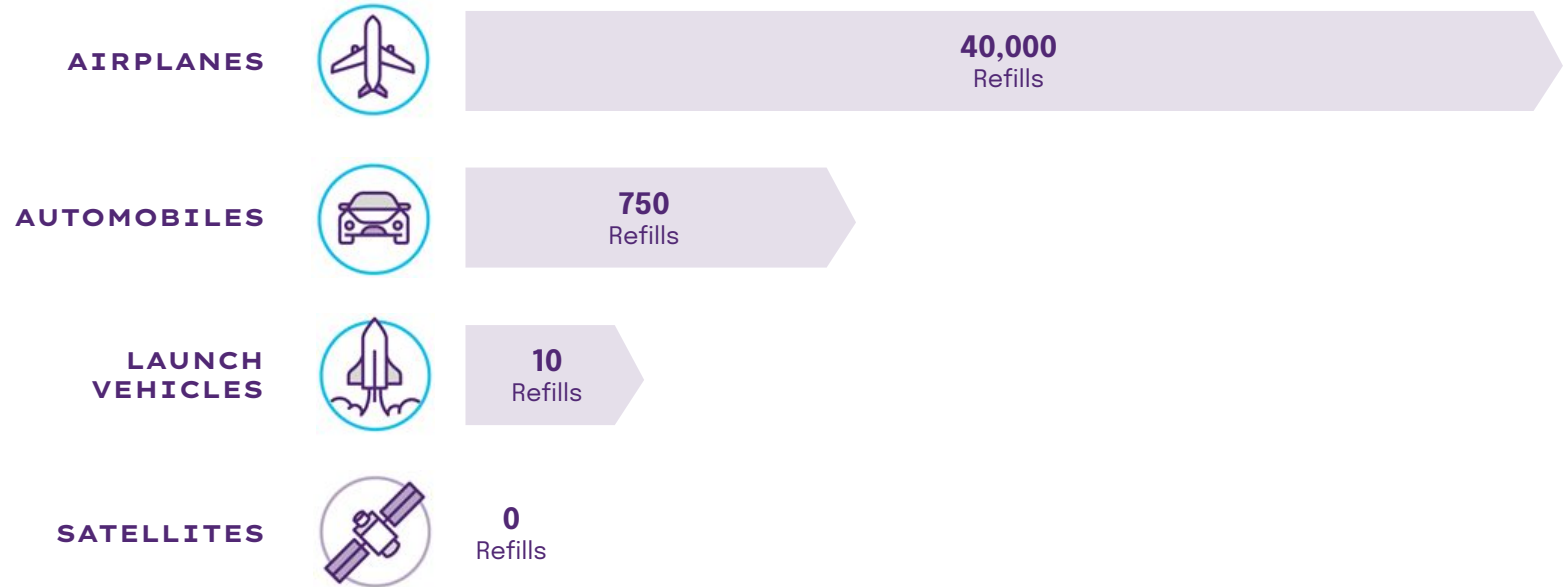 AIRPLANES
40,000
Refills
AUTOMOBILES
750
Refills
LAUNCH
VEHICLES
10
Refills
SATELLITES
0
Refills